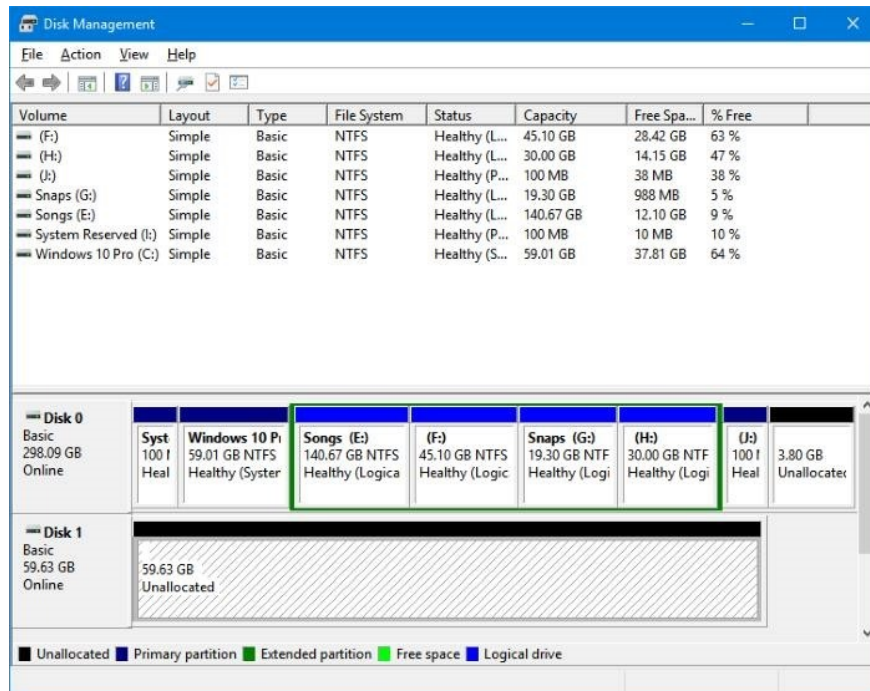 Disk Management
File Action View Help
Volume Layout Type File System Status Capacity Free Spa... % Free
(F:) Simple Basic NTFS Healthy (L... 45.10 GB 28.42 GB 63 %
(H:) Simple Basic NTFS Healthy (L... 30.00 GB 14.15 GB 47 %
(J:) Simple Basic NTFS Healthy (P... 100 MB 38 MB 38 %
Snaps (G:) Simple Basic NTFS Healthy (L... 19.30 GB 988 MB 5 %
Songs (E:) Simple Basic NTFS Healthy (L... 140.67 GB 12.10 GB 9 %
System Reserved (I:) Simple Basic NTFS Healthy (P... 100 MB 10 MB 10 %
Windows 10 Pro (C:) Simple Basic NTFS Healthy (S... 59.01 GB 37.81 GB 64 %
Disk 0
Basic
298.09 GB
Online
Syst Windows 10 P Songs (E:) (F:) Snaps (G:) (H:) (J:)
100 59.01 GB NTFS 140.67 GB NTFS 45.10 GB NTFS 19.30 GB NTF 30.00 GB NTF 100 3.80 GB
Heal Healthy (Syster Healthy (Logica Healthy (Logic Healthy (Logi Healthy (Logi Heal Unallocated
Disk 1
Basic
59.63 GB
Online
59.63 GB
Unallocated
Unallocated Primary partition Extended partition Free space Logical drive